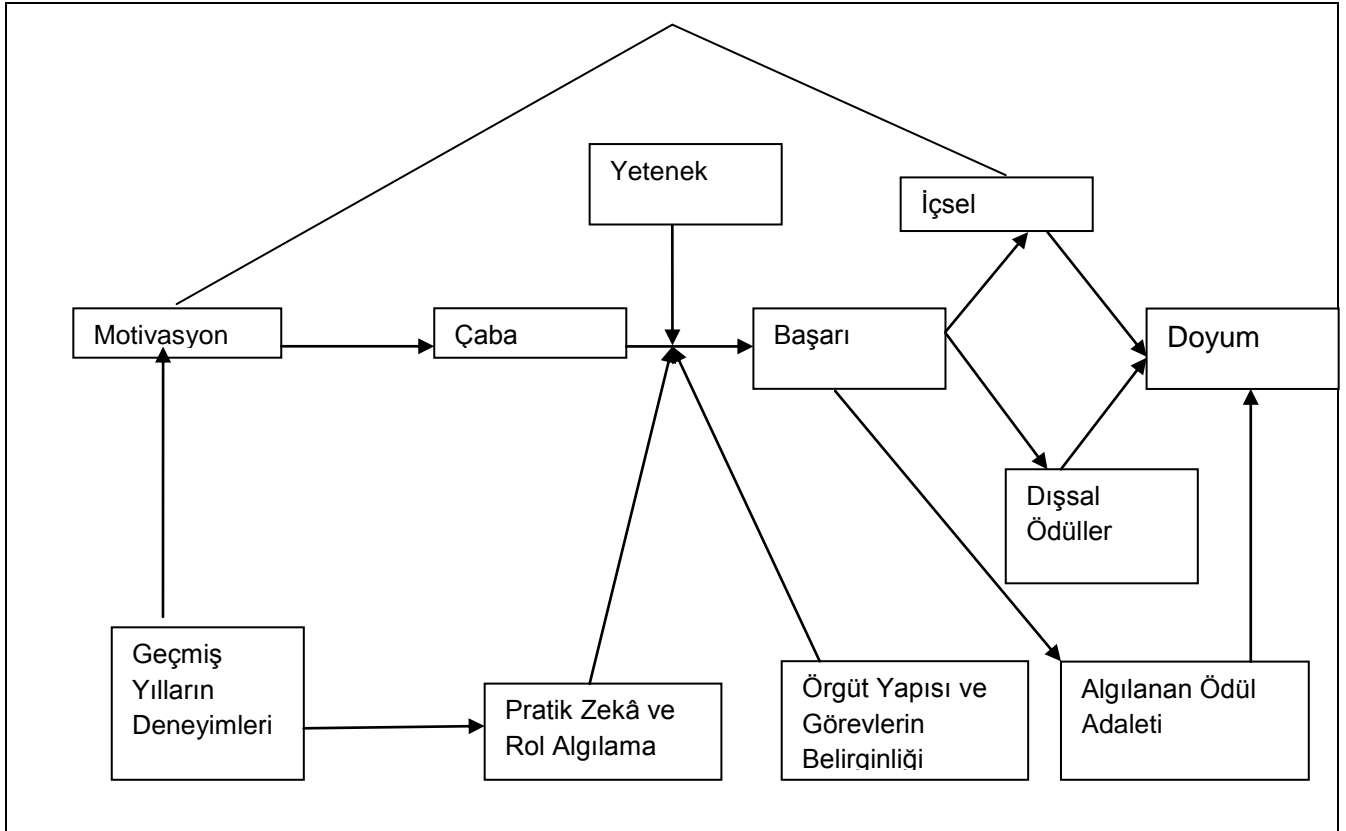 Yetenek
İçsel
Motivasyon
Çaba
Başarı
Doyum
Dışsal
Ödüller
Geçmiş
Yılların
Deneyimleri
Pratik Zekâ ve
Rol Algılama
Örgüt Yapısı ve
Görevlerin
Belirginliği
Algılanan Ödül
Adaleti